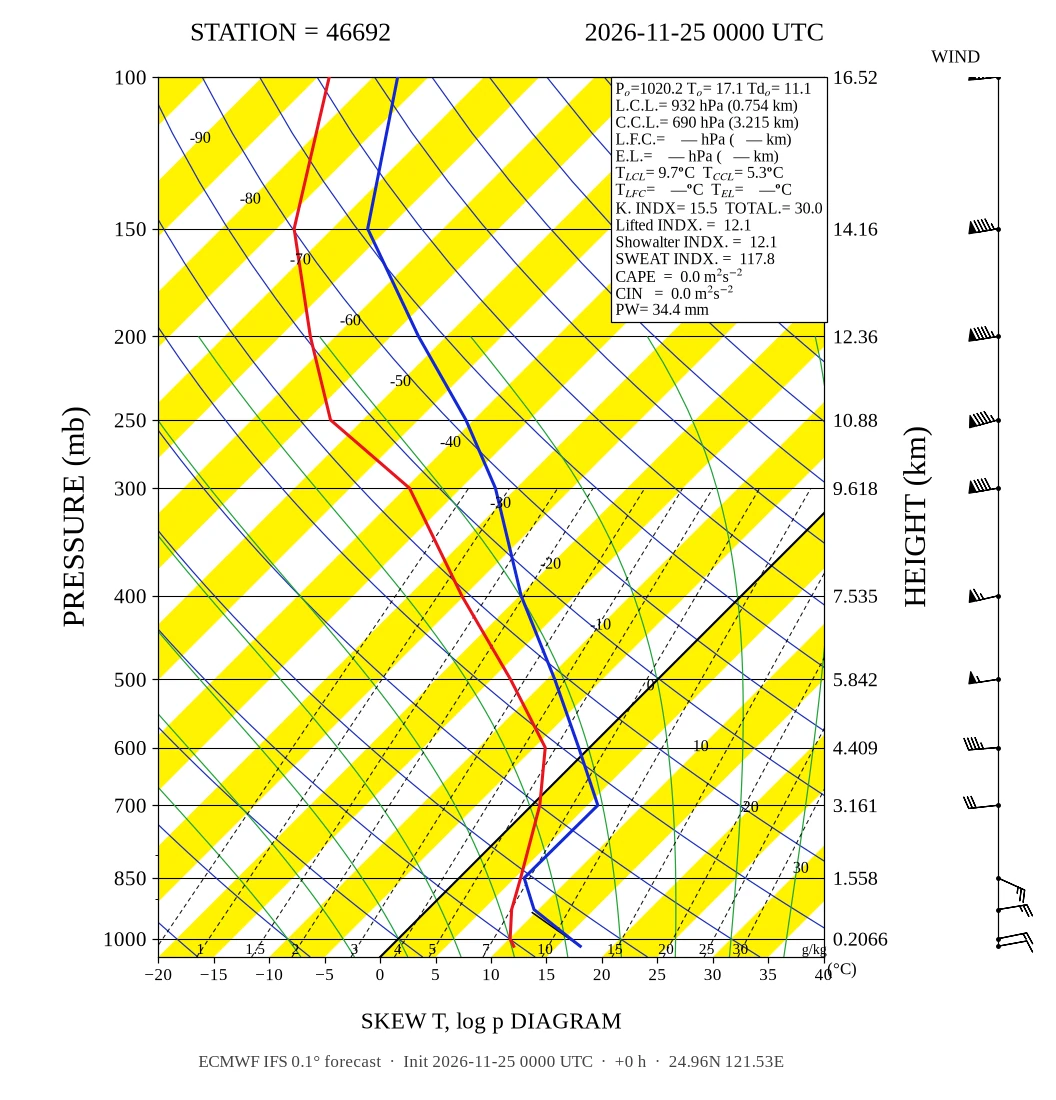 STATION = 46692
2026-11-25 0000 UTC
WIND
100
150
200
250
300
400
500
600
700
850
1000
PRESSURE (mb)
-90
-80
-70
-60
-50
-40
-30
-20
-10
0
10
20
30
Pₒ=1020.2 Tₒ= 17.1 Tdₒ= 11.1
L.C.L.= 932 hPa (0.754 km)
C.C.L.= 690 hPa (3.215 km)
L.F.C.= — hPa ( — km)
E.L.= — hPa ( — km)
T_LCL= 9.7°C T_CCL= 5.3°C
T_LFC= —°C T_EL= —°C
K. INDX= 15.5 TOTAL.= 30.0
Lifted INDX. = 12.1
Showalter INDX. = 12.1
SWEAT INDX. = 117.8
CAPE = 0.0 m²s⁻²
CIN = 0.0 m²s⁻²
PW= 34.4 mm
16.52
14.16
12.36
10.88
9.618
7.535
5.842
4.409
3.161
1.558
0.2066
HEIGHT (km)
1 1.5 2 3 4 5 7 10 15 20 25 30 g/kg
−20 −15 −10 −5 0 5 10 15 20 25 30 35 40 (°C)
SKEW T, log p DIAGRAM
ECMWF IFS 0.1° forecast · Init 2026-11-25 0000 UTC · +0 h · 24.96N 121.53E